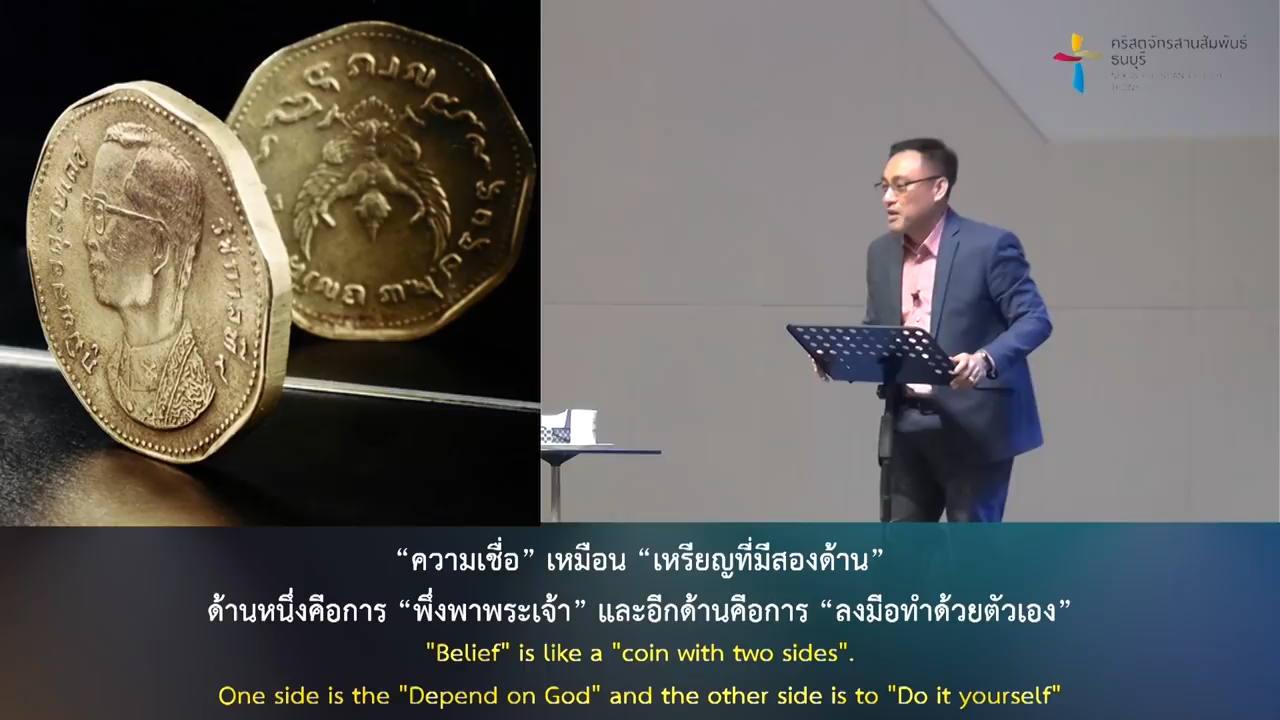 คริสตจักรสานสัมพันธ์
ธนบุรี
“ความเชื่อ” เหมือน “เหรียญที่มีสองด้าน”
ด้านหนึ่งคือการ “พึ่งพาพระเจ้า” และอีกด้านคือการ “ลงมือทำด้วยตัวเอง”
"Belief" is like a "coin with two sides".
One side is the "Depend on God" and the other side is to "Do it yourself"